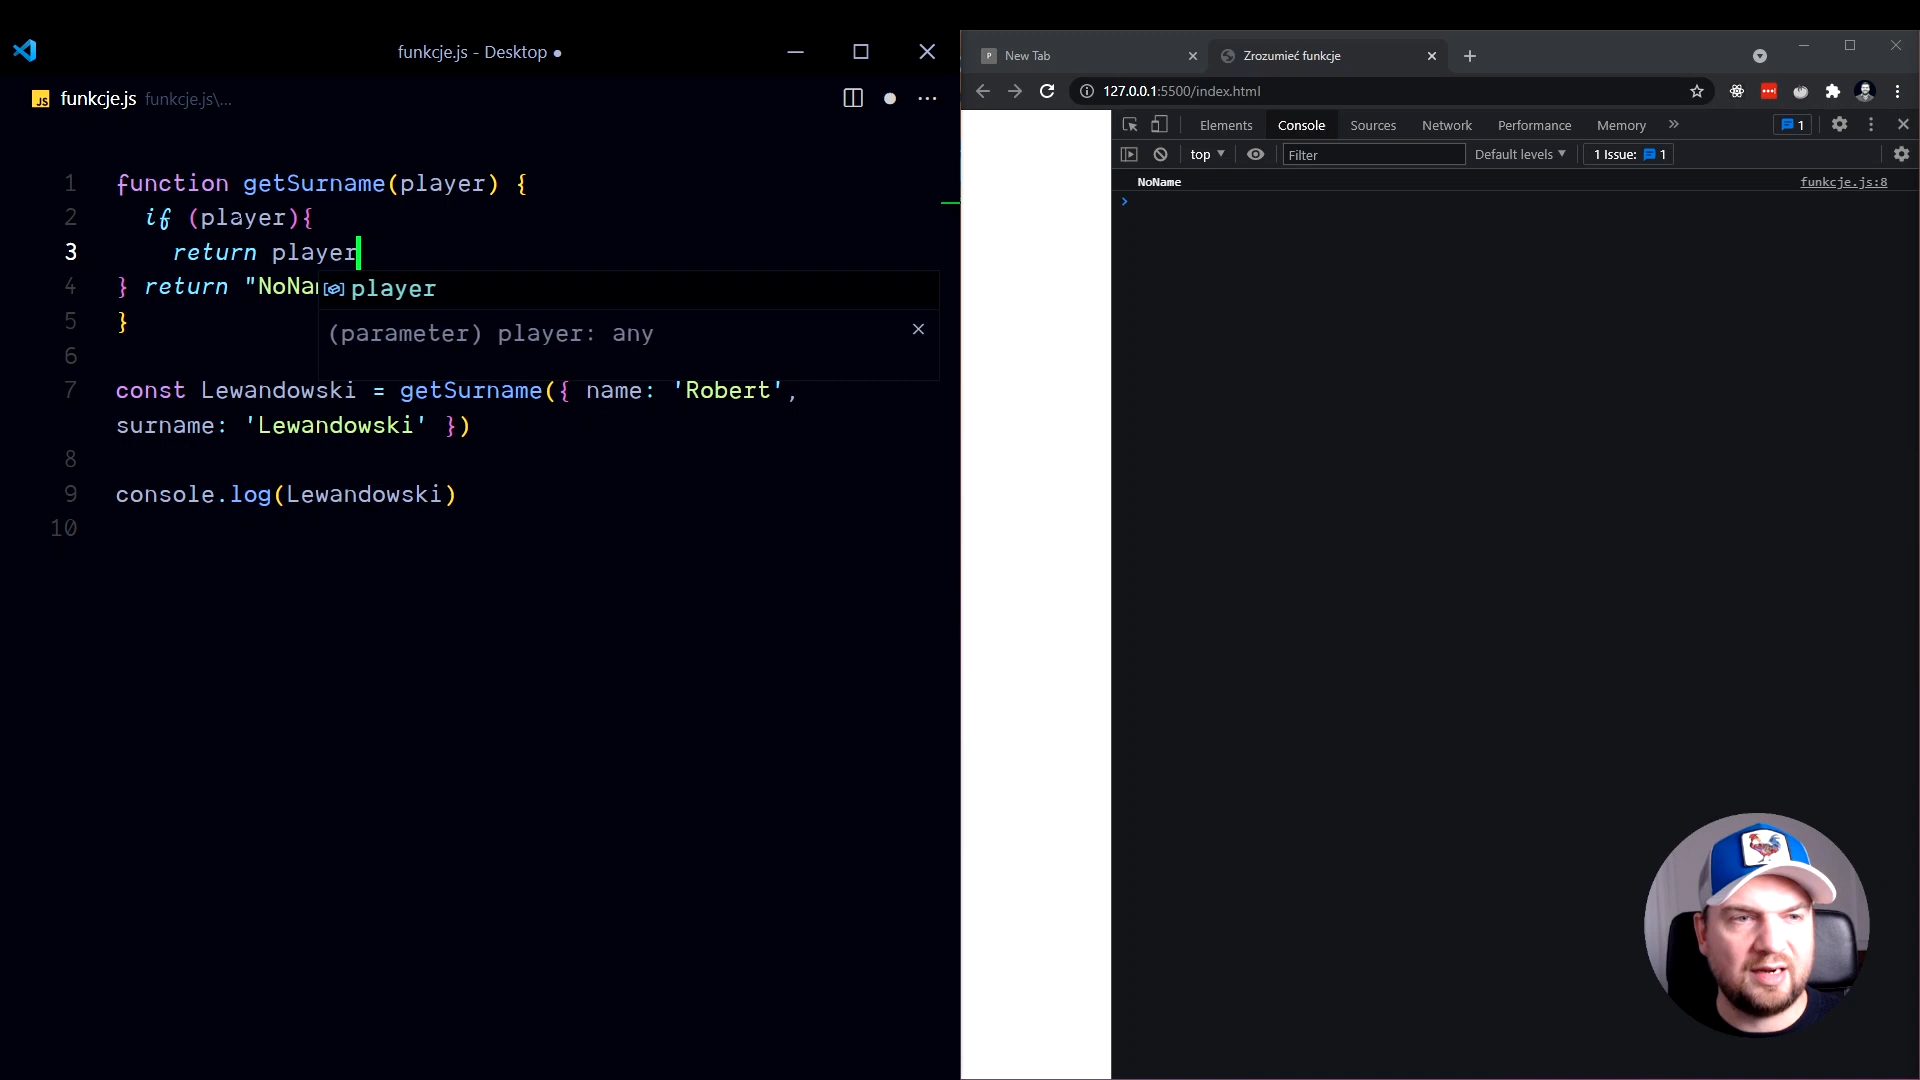 funkcje.js - Desktop ●
JS funkcje.js funkcje.js\...
1 function getSurname(player) {
2 if (player){
3 return player
4 } return "NoNa
player
5 }
(parameter) player: any
6
7 const Lewandowski = getSurname({ name: 'Robert',
surname: 'Lewandowski' })
8
9 console.log(Lewandowski)
10
P New Tab
Zrozumieć funkcje
127.0.0.1:5500/index.html
Elements Console Sources Network Performance Memory » 1
top Filter Default levels 1 Issue: 1
NoName funkcje.js:8